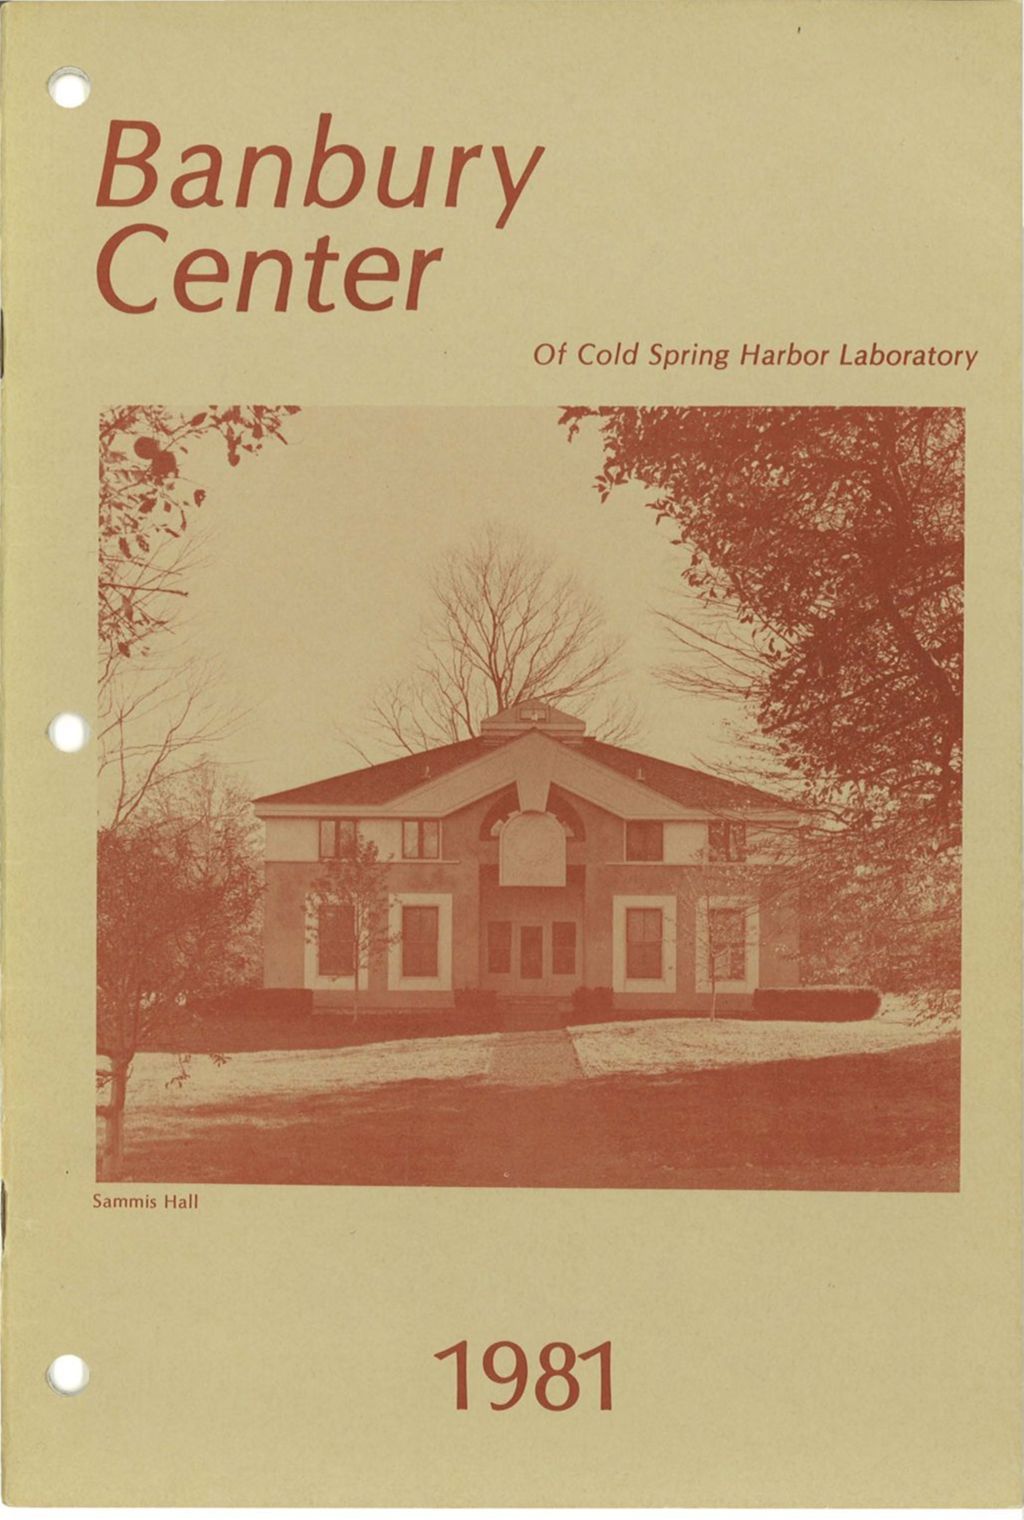 Banbury
Center
Of Cold Spring Harbor Laboratory
Sammis Hall
1981